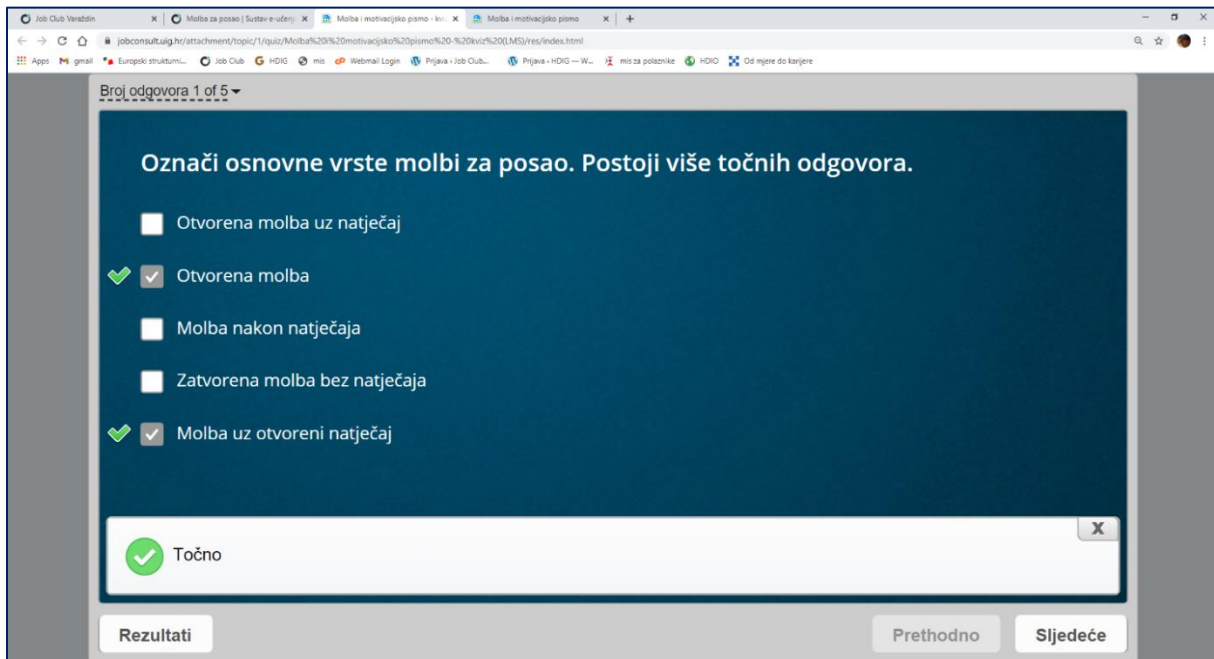 Job Club Varaždin
Molba za posao | Sustav e-učenj
Molba i motivacijsko pismo - kvi
Molba i motivacijsko pismo
jobconsult.uig.hr/attachment/topic/1/quiz/Molba%20i%20motivacijsko%20pismo%20-%20kviz%20(LMS)/res/index.html
Apps gmail Europski strukturni... Job Club HDIG mis Webmail Login Prijava ‹ Job Club... Prijava ‹ HDIG — W... mis za polaznike HDIO Od mjere do karijere
Broj odgovora 1 of 5
Označi osnovne vrste molbi za posao. Postoji više točnih odgovora.
Otvorena molba uz natječaj
Otvorena molba
Molba nakon natječaja
Zatvorena molba bez natječaja
Molba uz otvoreni natječaj
X
Točno
Rezultati
Prethodno
Sljedeće